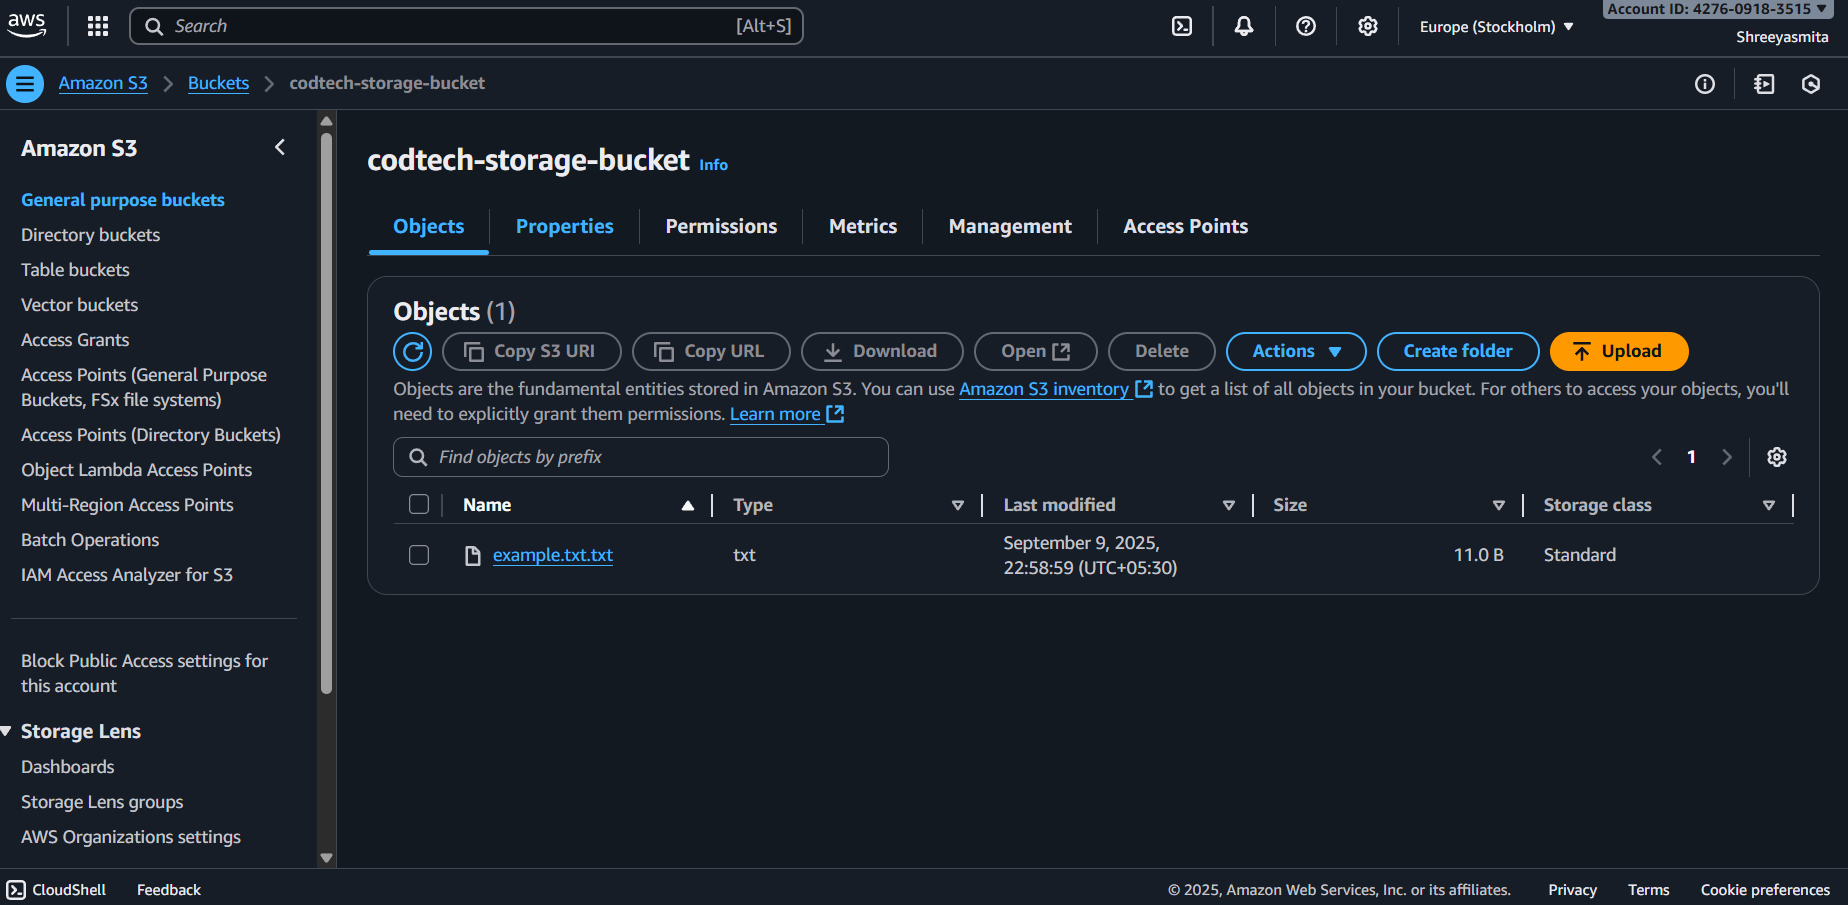 aws
Search
[Alt+S]
Europe (Stockholm)
Account ID: 4276-0918-3515
Shreeyasmita
Amazon S3
Buckets
codtech-storage-bucket
Amazon S3
General purpose buckets
Directory buckets
Table buckets
Vector buckets
Access Grants
Access Points (General Purpose
Buckets, FSx file systems)
Access Points (Directory Buckets)
Object Lambda Access Points
Multi-Region Access Points
Batch Operations
IAM Access Analyzer for S3
Block Public Access settings for
this account
Storage Lens
Dashboards
Storage Lens groups
AWS Organizations settings
codtech-storage-bucket Info
Objects
Properties
Permissions
Metrics
Management
Access Points
Objects (1)
Copy S3 URI
Copy URL
Download
Open
Delete
Actions
Create folder
Upload
Objects are the fundamental entities stored in Amazon S3. You can use Amazon S3 inventory to get a list of all objects in your bucket. For others to access your objects, you'll
need to explicitly grant them permissions. Learn more
Find objects by prefix
1
Name
Type
Last modified
Size
Storage class
example.txt.txt
txt
September 9, 2025,
22:58:59 (UTC+05:30)
11.0 B
Standard
CloudShell
Feedback
© 2025, Amazon Web Services, Inc. or its affiliates.
Privacy
Terms
Cookie preferences